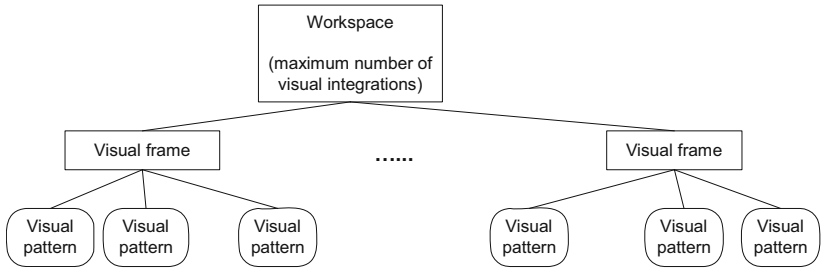 Workspace
(maximum number of
visual integrations)
Visual frame
......
Visual frame
Visual
pattern
Visual
pattern
Visual
pattern
Visual
pattern
Visual
pattern
Visual
pattern